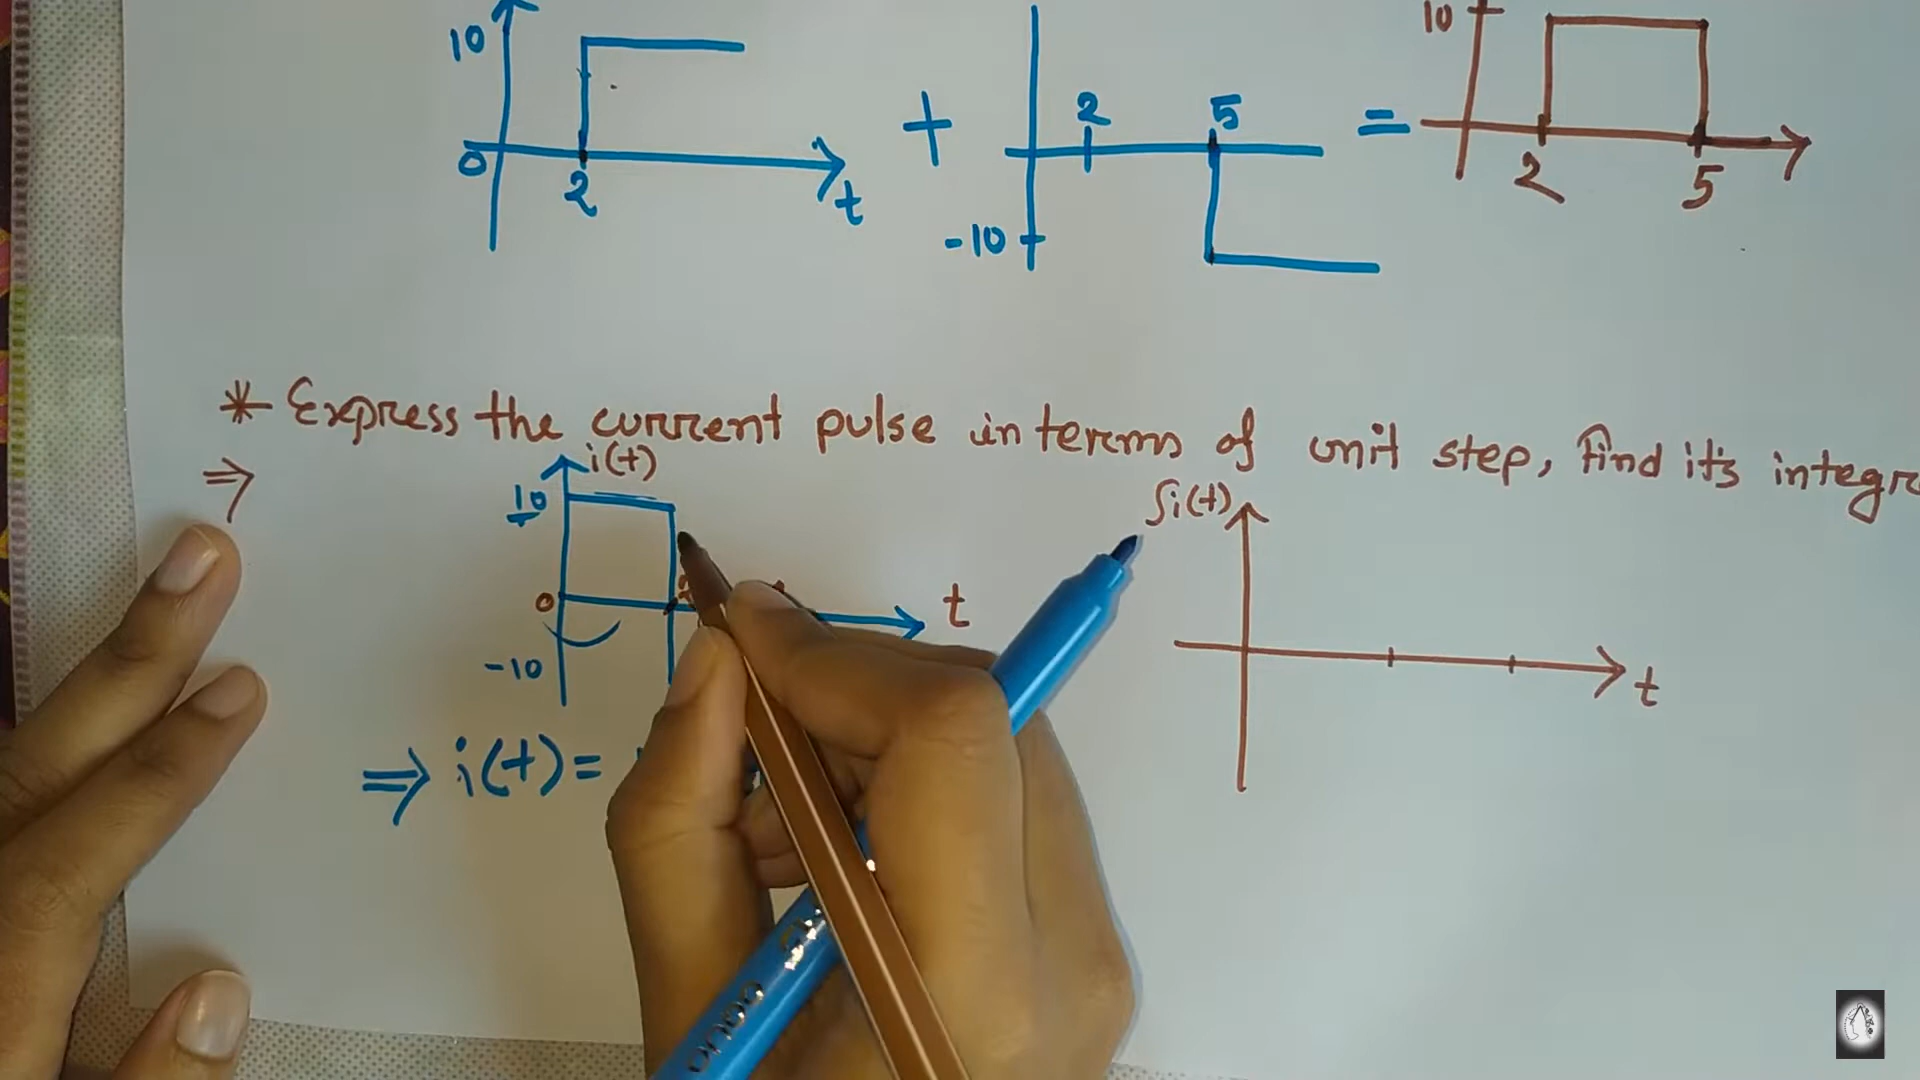 10
0
2
t
+
2
5
-10
=
10
2
5
* Express the current pulse in terms of unit step, find it's integr
⇒
i(t)
10
0
-10
t
∫i(t)
t
⇒ i(t)=